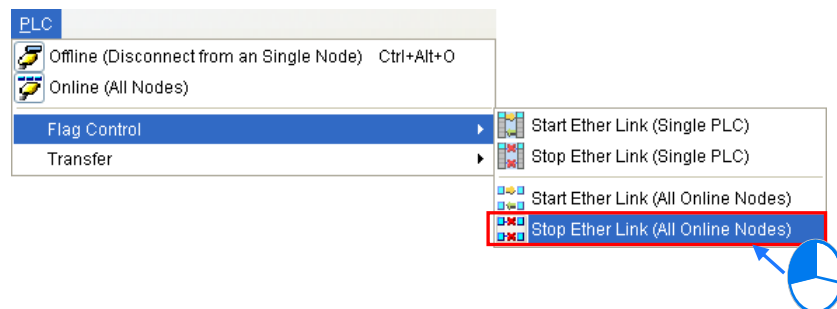 PLC
Offline (Disconnect from an Single Node) Ctrl+Alt+O
Online (All Nodes)
Flag Control
Transfer
Start Ether Link (Single PLC)
Stop Ether Link (Single PLC)
Start Ether Link (All Online Nodes)
Stop Ether Link (All Online Nodes)